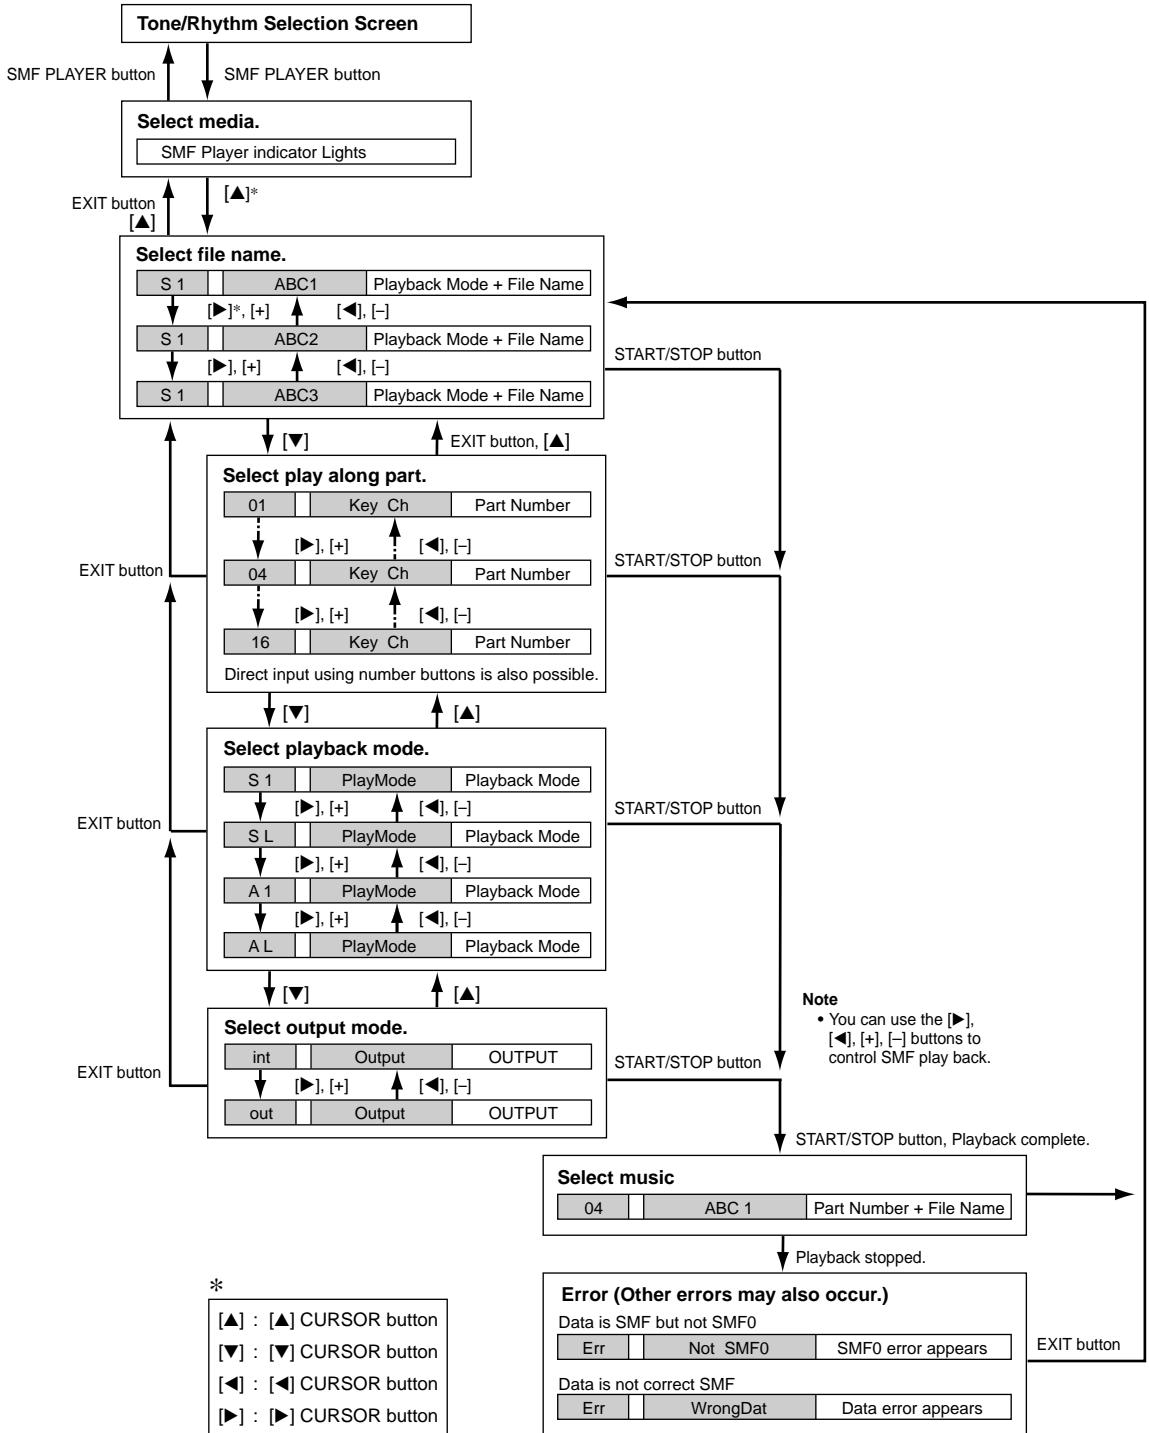 Tone/Rhythm Selection Screen
SMF PLAYER button
SMF PLAYER button
Select media.
SMF Player indicator Lights
EXIT button
[▲]
[▲]*
Select file name.
S 1 ABC1 Playback Mode + File Name
[▶]*, [+] [◀], [–]
S 1 ABC2 Playback Mode + File Name
[▶], [+] [◀], [–]
S 1 ABC3 Playback Mode + File Name
START/STOP button
[▼] EXIT button, [▲]
Select play along part.
01 Key Ch Part Number
[▶], [+] [◀], [–]
04 Key Ch Part Number
[▶], [+] [◀], [–]
16 Key Ch Part Number
Direct input using number buttons is also possible.
EXIT button
START/STOP button
[▼] [▲]
Select playback mode.
S 1 PlayMode Playback Mode
[▶], [+] [◀], [–]
S L PlayMode Playback Mode
[▶], [+] [◀], [–]
A 1 PlayMode Playback Mode
[▶], [+] [◀], [–]
A L PlayMode Playback Mode
EXIT button
START/STOP button
[▼] [▲]
Select output mode.
int Output OUTPUT
[▶], [+] [◀], [–]
out Output OUTPUT
EXIT button
START/STOP button
Note
• You can use the [▶],
[◀], [+], [–] buttons to
control SMF play back.
START/STOP button, Playback complete.
Select music
04 ABC 1 Part Number + File Name
Playback stopped.
Error (Other errors may also occur.)
Data is SMF but not SMF0
Err Not SMF0 SMF0 error appears
Data is not correct SMF
Err WrongDat Data error appears
EXIT button
*
[▲] : [▲] CURSOR button
[▼] : [▼] CURSOR button
[◀] : [◀] CURSOR button
[▶] : [▶] CURSOR button